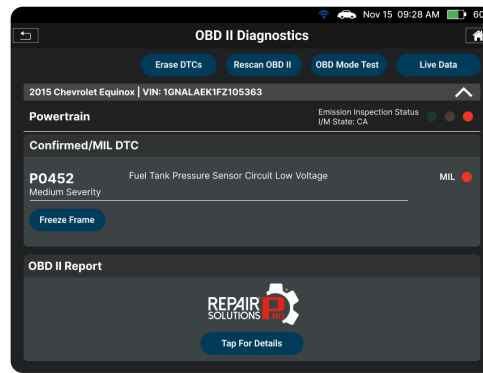 Nov 15 09:28 AM 60
OBD II Diagnostics
Erase DTCs Rescan OBD II OBD Mode Test Live Data
2015 Chevrolet Equinox | VIN: 1GNALAEK1FZ105363
Powertrain Emission Inspection Status
I/M State: CA
Confirmed/MIL DTC
P0452 Fuel Tank Pressure Sensor Circuit Low Voltage MIL
Medium Severity
Freeze Frame
OBD II Report
REPAIR
SOLUTIONS PRO
Tap For Details